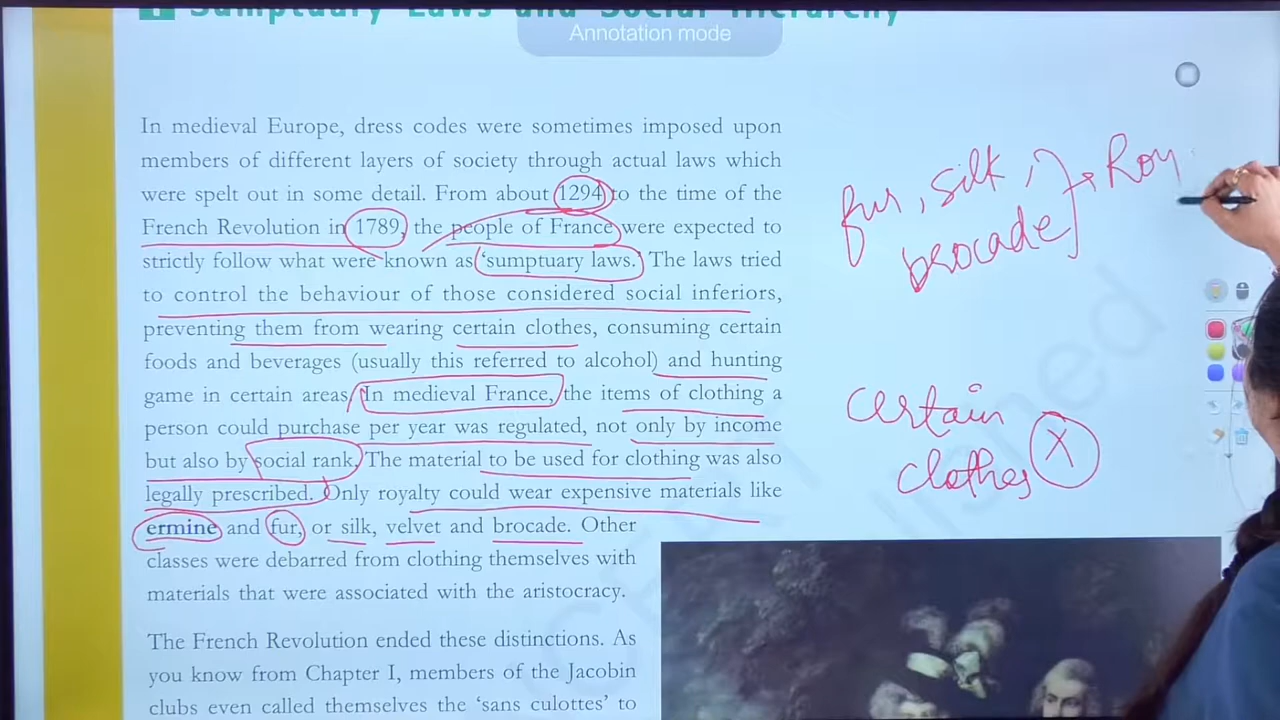 1 Sumptuary Laws and Social Hierarchy
Annotation mode
In medieval Europe, dress codes were sometimes imposed upon
members of different layers of society through actual laws which
were spelt out in some detail. From about 1294 to the time of the
French Revolution in 1789, the people of France were expected to
strictly follow what were known as 'sumptuary laws.' The laws tried
to control the behaviour of those considered social inferiors,
preventing them from wearing certain clothes, consuming certain
foods and beverages (usually this referred to alcohol) and hunting
game in certain areas. In medieval France, the items of clothing a
person could purchase per year was regulated, not only by income
but also by social rank. The material to be used for clothing was also
legally prescribed. Only royalty could wear expensive materials like
ermine and fur, or silk, velvet and brocade. Other
classes were debarred from clothing themselves with
materials that were associated with the aristocracy.
The French Revolution ended these distinctions. As
you know from Chapter I, members of the Jacobin
clubs even called themselves the 'sans culottes' to
fur, silk, } → Roy
brocade
certain
clothes X